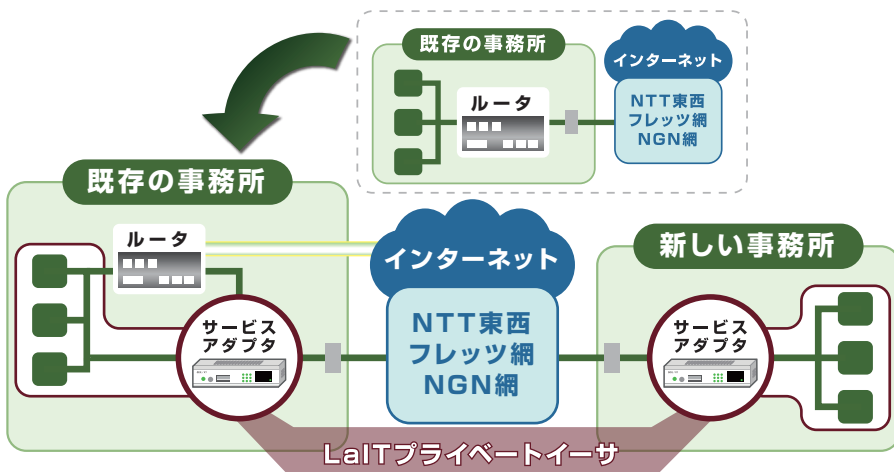 既存の事務所
インターネット
ルータ
NTT東西
フレッツ網
NGN網
既存の事務所
ルータ
インターネット
新しい事務所
サービス
アダプタ
NTT東西
フレッツ網
NGN網
サービス
アダプタ
LaITプライベートイーサ